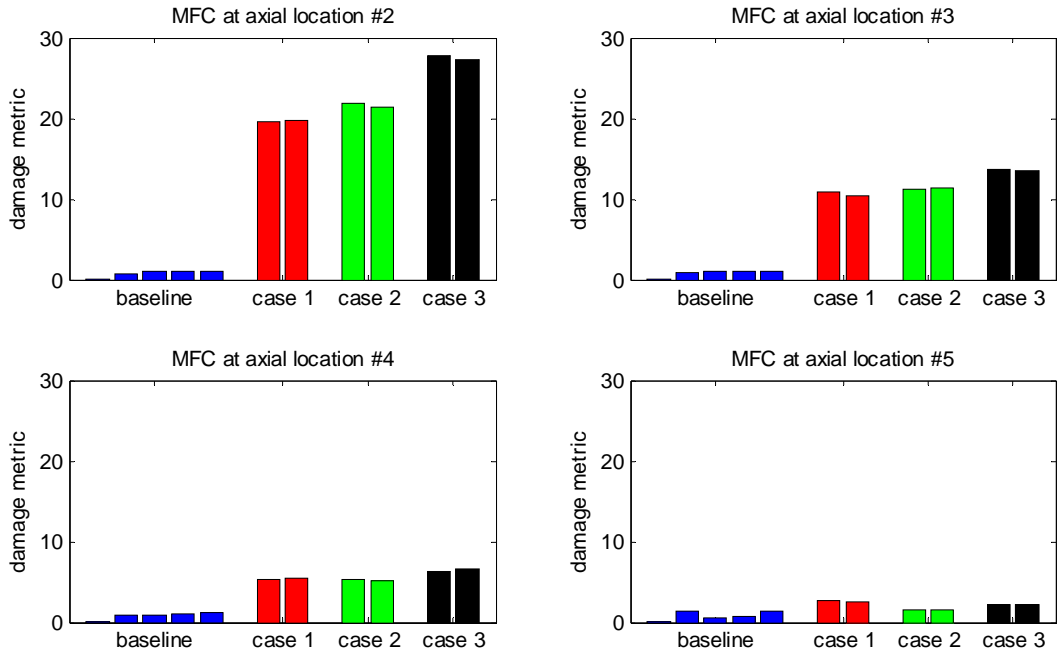 MFC at axial location #2
30
20
10
0
damage metric
baseline case 1 case 2 case 3
MFC at axial location #3
30
20
10
0
damage metric
baseline case 1 case 2 case 3
MFC at axial location #4
30
20
10
0
damage metric
baseline case 1 case 2 case 3
MFC at axial location #5
30
20
10
0
damage metric
baseline case 1 case 2 case 3